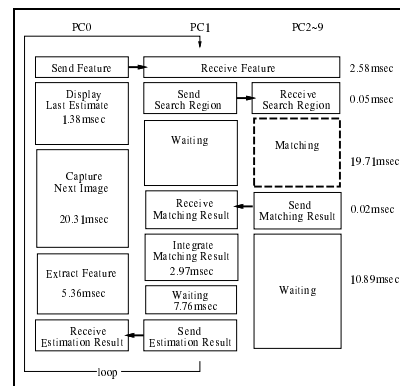 PC0 PC1 PC2~9
Send Feature Receive Feature 2.58msec
Display
Last Estimate
1.38msec
Send
Search Region
Receive
Search Region
0.05msec
Waiting
Matching
19.71msec
Capture
Next Image
20.31msec
Receive
Matching Result
Send
Matching Result
0.02msec
Integrate
Matching Result
2.97msec
Extract Feature
5.36msec
Waiting
7.76msec
Waiting
10.89msec
Receive
Estimation Result
Send
Estimation Result
loop